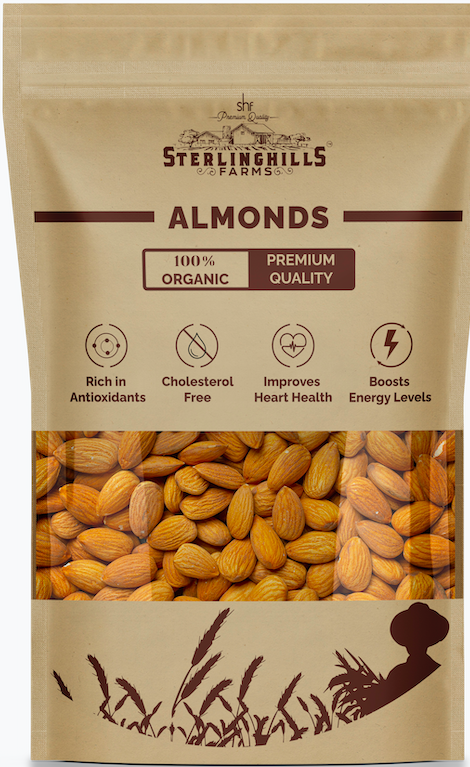 shf
Premium Quality
STERLINGHILLS
FARMS
ALMONDS
100% ORGANIC
PREMIUM QUALITY
Rich in Antioxidants
Cholesterol Free
Improves Heart Health
Boosts Energy Levels